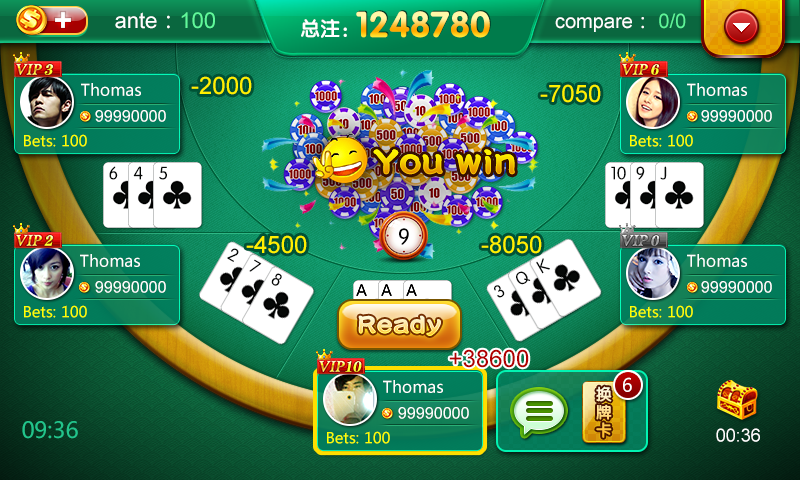 ante : 100
总注: 1248780
compare : 0/0
VIP 3
Thomas
99990000
Bets: 100
-2000
-7050
VIP 6
Thomas
99990000
Bets: 100
1000
100
10
1000
500
You win
50
10
9
6 4 5
10 9 J
VIP 2
Thomas
99990000
Bets: 100
-4500
-8050
VIP 0
Thomas
99990000
Bets: 100
2 7 8
A A A
3 Q K
Ready
+38600
VIP10
Thomas
99990000
Bets: 100
换牌卡
6
09:36
00:36